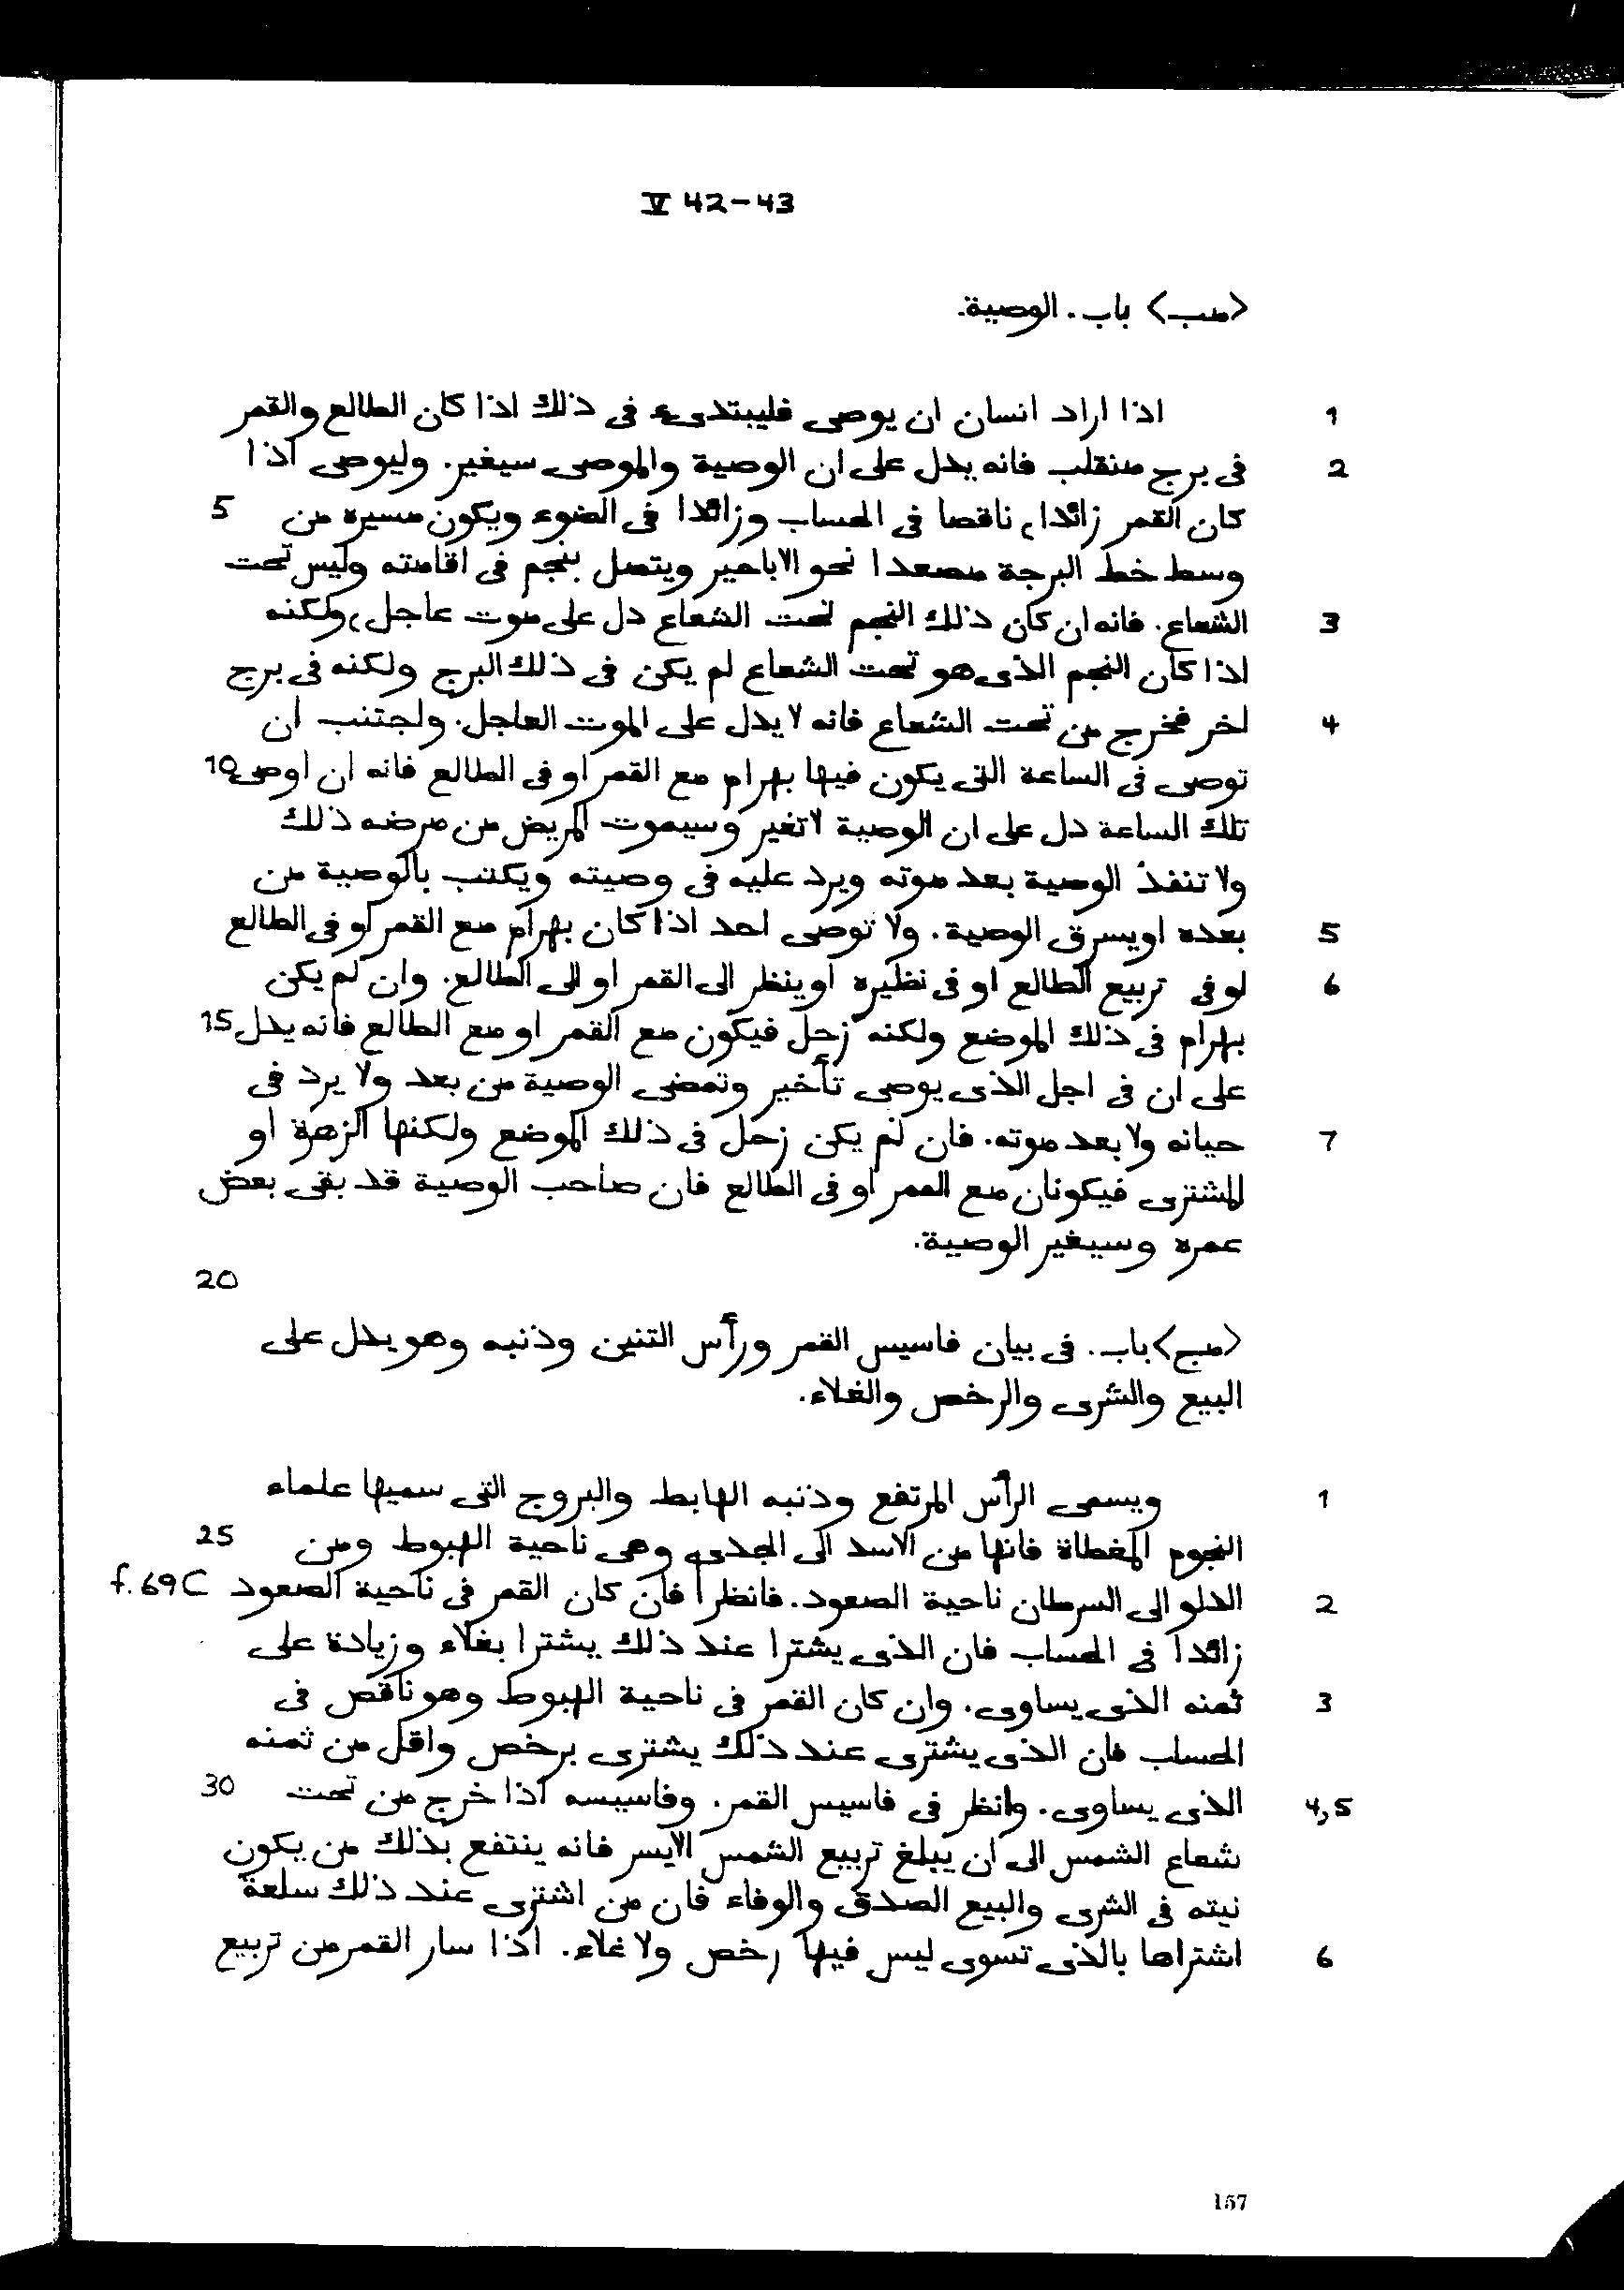 V 42-43
<مب> باب. الوصية.
1 اذا اراد انسان ان يوصى فليبتدىء فى ذلك اذا كان الطالع والقمر
2 فى برج منقلب فانه يدل على ان الوصية والموصى سيغير. وليوصى اذا
كان القمر زائدا، ناقصا فى الحساب وزائدا فى الضوء ويكون مسيره من 5
وسط خط البرجة مصعدا نحو الاباحير ويتصل بنجم فى اقامته وليس تحت
3 الشعاع. فانه ان كان ذلك النجم تحت الشعاع دل على موت عاجل، ولكنه
اذا كان النجم الذى هو تحت الشعاع لم يكن فى ذلك البرج ولكنه فى برج
4 اخر فخرج من تحت الشعاع فانه لا يدل على الموت العاجل. واجتنب ان
توصى فى الساعة التى يكون فيها بهرام مع القمر او فى الطالع فانه ان اوصى 10
تلك الساعة دل على ان الوصية لا تغير وسيموت المريض من مرضه ذلك
ولا تنفذ الوصية بعد موته ويرد عليه فى وصيته ويكتب بالوصية من
5 بعده او يسرق الوصية. ولا توصى احد اذا كان بهرام مع القمر او فى الطالع
6 او فى تربيع الطالع او فى نظيره او ينظر الى القمر او الى الطالع. وان لم يكن
بهرام فى ذلك الموضع ولكنه زحل فيكون مع القمر او مع الطالع فانه يدل 15
على ان فى اجل الذى يوصى تأخير وتمضى الوصية من بعد ولا يرد فى
7 حياته ولا بعد موته. فان لم يكن زحل فى ذلك الموضع ولكنها الزهرة او
المشترى فيكونان مع القمر او فى الطالع فان صاحب الوصية قد بقى بعض
عمره وسيغير الوصية.
20
<مج> باب. فى بيان فاسيس القمر ورأس التنين وذنبه وهو يدل على
البيع والشرى والرخص والغلاء.
1 ويسمى الرأس المرتفع وذنبه الهابط والبروج التى سميها علماء
النجوم المغطاة فانها من الاسد الى الجدى وهى ناحية الهبوط ومن 25
2 الدلو الى السرطان ناحية الصعود. فانظر ا فان كان القمر فى ناحية الصعود f. 69C
زائدا فى الحساب فان الذى يشترا عند ذلك يشترا بغلاء وزيادة على
3 ثمنه الذى يساوى. وان كان القمر فى ناحية الهبوط وهو ناقص فى
الحساب فان الذى يشترى عند ذلك يشترى برخص واقل من ثمنه
4,5 الذى يساوى. وانظر فى فاسيس القمر. وفاسيسه اذا خرج من تحت 30
شعاع الشمس الى ان يبلغ تربيع الشمس الايسر فانه ينتفع بذلك من يكون
نيته فى الشرى والبيع الصدق والوفاء فان من اشترى عند ذلك سلعة
6 اشتراها بالذى تسوى ليس فيها رخص ولا غلاء. اذا سار القمر من تربيع
157